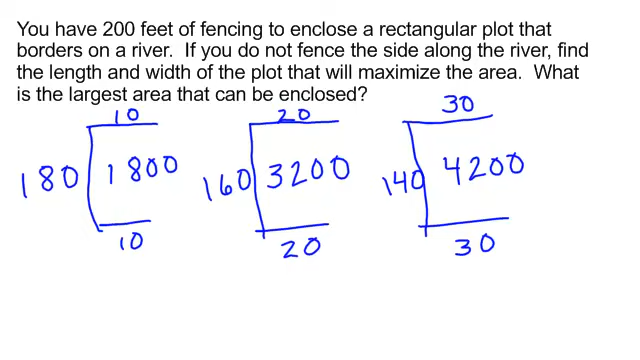 You have 200 feet of fencing to enclose a rectangular plot that
borders on a river. If you do not fence the side along the river, find
the length and width of the plot that will maximize the area. What
is the largest area that can be enclosed?
10 20 30
180 1800 160 3200 140 4200
10 20 30